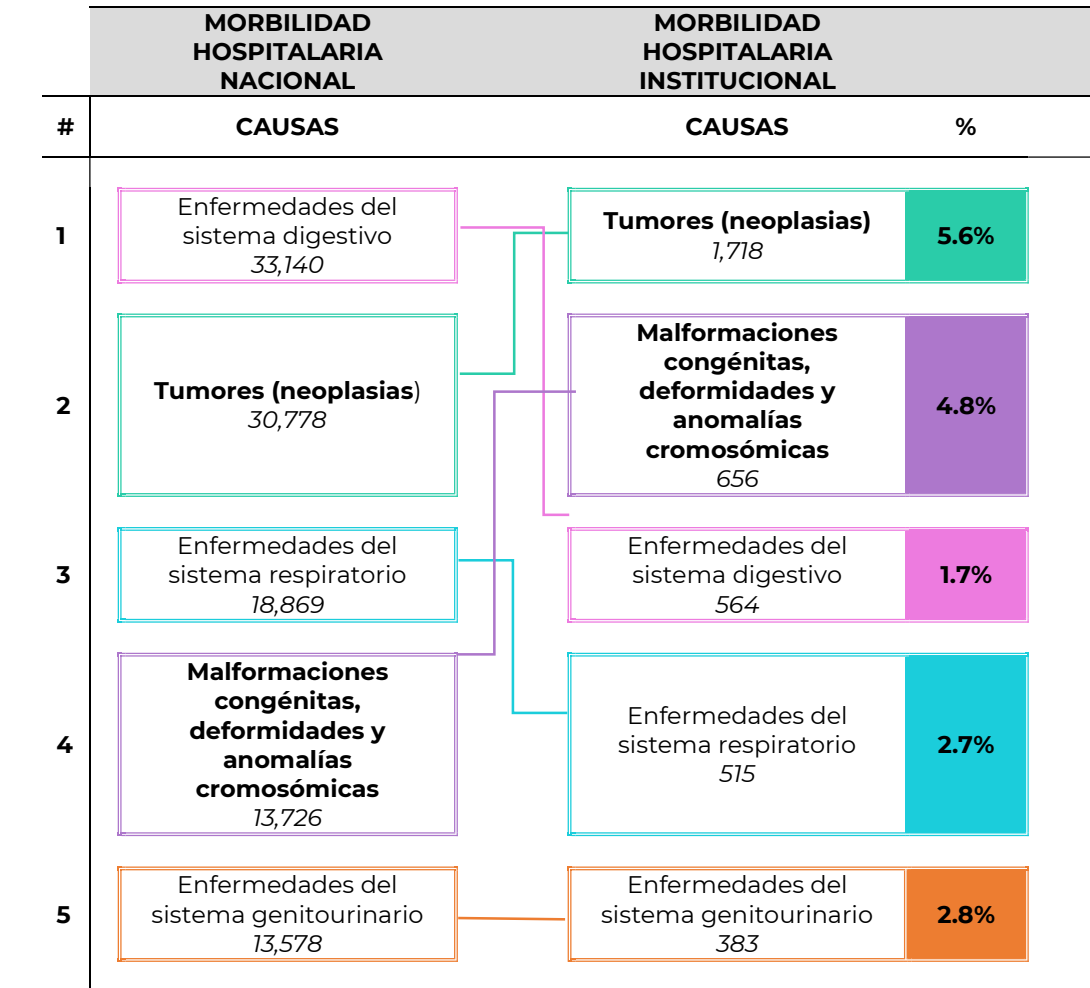 MORBILIDAD
HOSPITALARIA
NACIONAL
MORBILIDAD
HOSPITALARIA
INSTITUCIONAL
#
CAUSAS
CAUSAS
%
1
Enfermedades del
sistema digestivo
33,140
Tumores (neoplasias)
1,718
5.6%
2
Tumores (neoplasias)
30,778
Malformaciones
congénitas,
deformidades y
anomalías
cromosómicas
656
4.8%
3
Enfermedades del
sistema respiratorio
18,869
Enfermedades del
sistema digestivo
564
1.7%
4
Malformaciones
congénitas,
deformidades y
anomalías
cromosómicas
13,726
Enfermedades del
sistema respiratorio
515
2.7%
5
Enfermedades del
sistema genitourinario
13,578
Enfermedades del
sistema genitourinario
383
2.8%